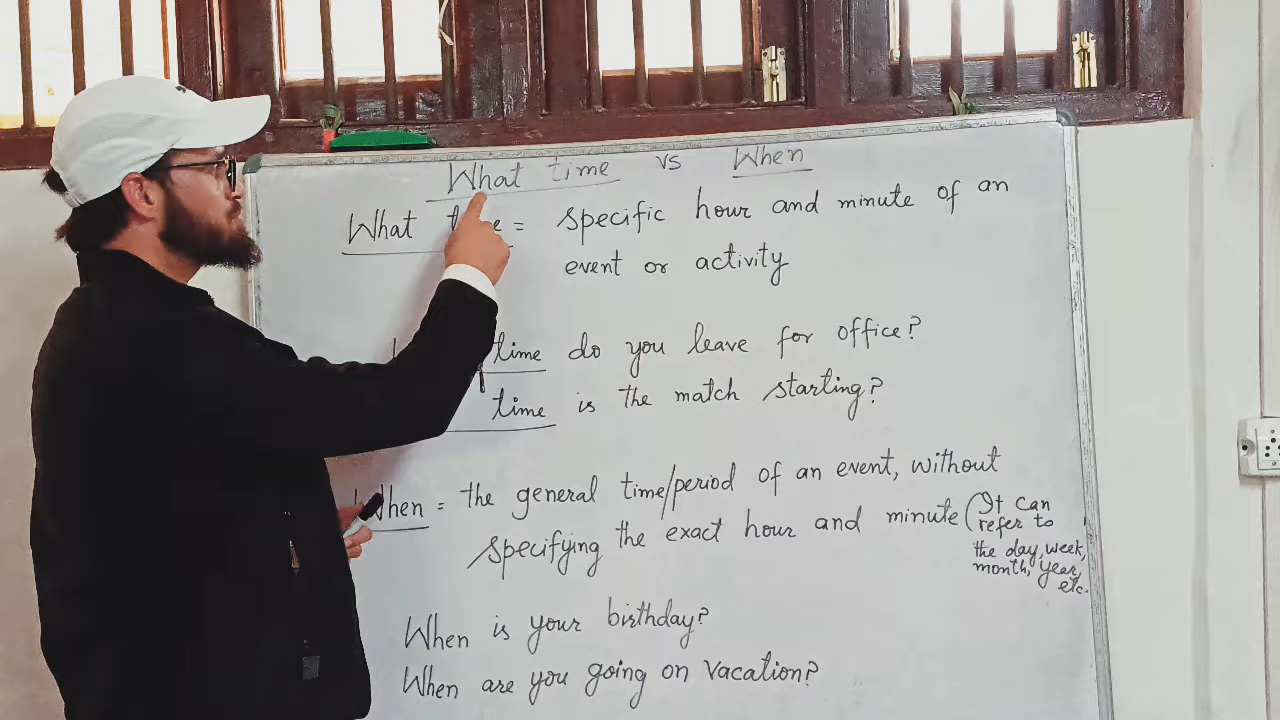 What time vs When
What = specific hour and minute of an
event or activity
time do you leave for office?
time is the match starting?
When = the general time/period of an event, without
specifying the exact hour and minute (It can
refer to
the day, week,
month, year,
etc.
When is your birthday?
When are you going on vacation?